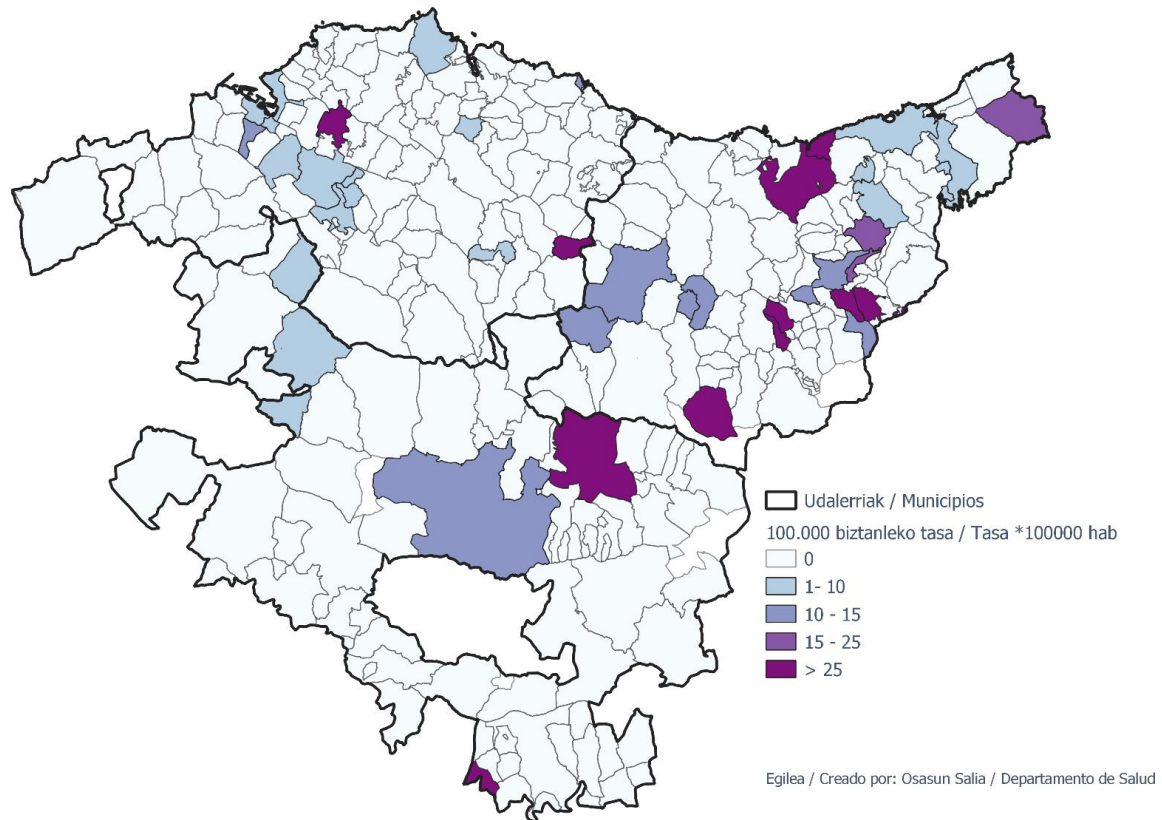 Udalerriak / Municipios
100.000 biztanleko tasa / Tasa *100000 hab
0
1- 10
10 - 15
15 - 25
> 25
Egilea / Creado por: Osasun Salia / Departamento de Salud